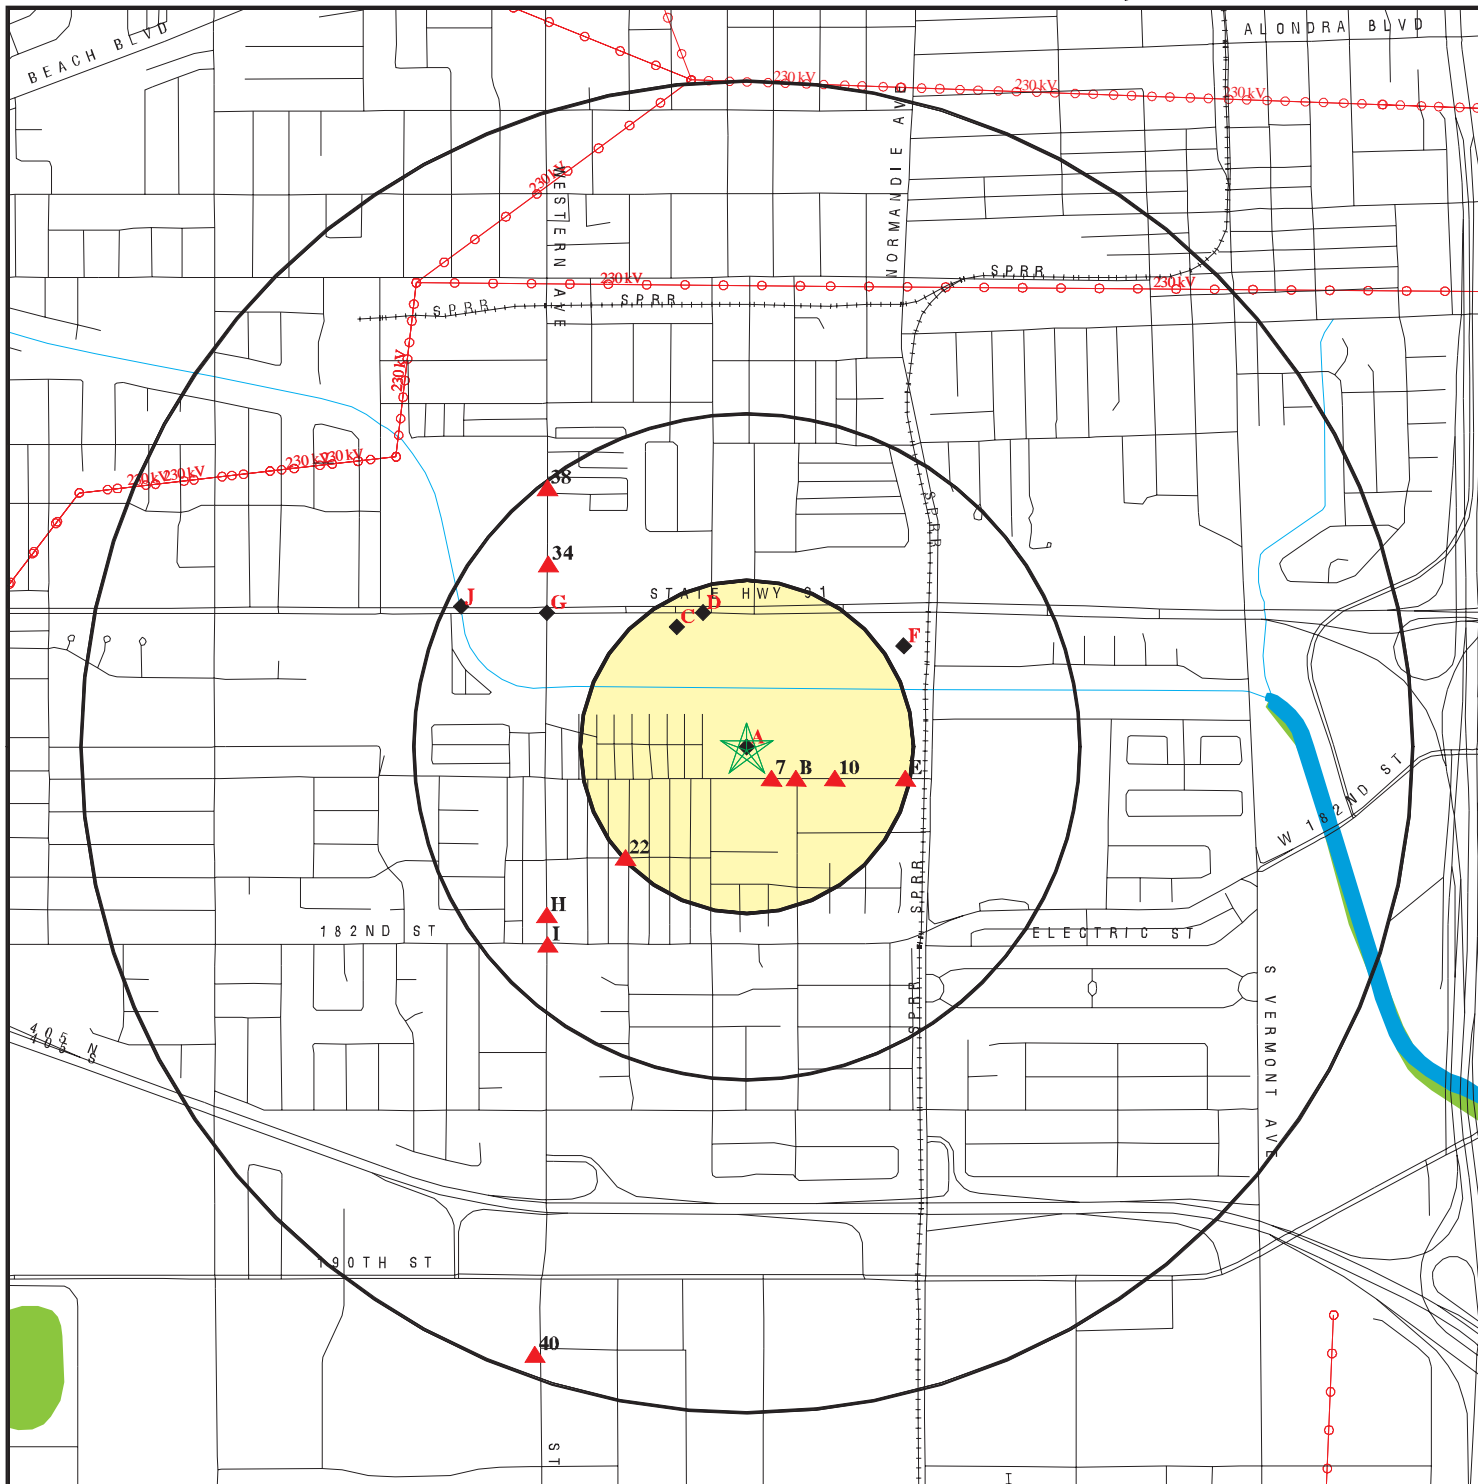 BEACH BLVD
ALONDRA BLVD
230 kV
230 kV
230 kV
NORMANDIE AVE
230 kV
WESTERN AVE
SPRR
230 kV
230 kV
SPRR
SPRR
230 kV
230 kV
230 kV
230 kV
230 kV
38
SPRR
34
STATE HWY 91
J
G
D
C
F
A
7
B
10
E
W 182ND ST
22
SPRR
H
182ND ST
I
ELECTRIC ST
S VERMONT AVE
SPRR
405 N
405 S
190TH ST
40
ST
I